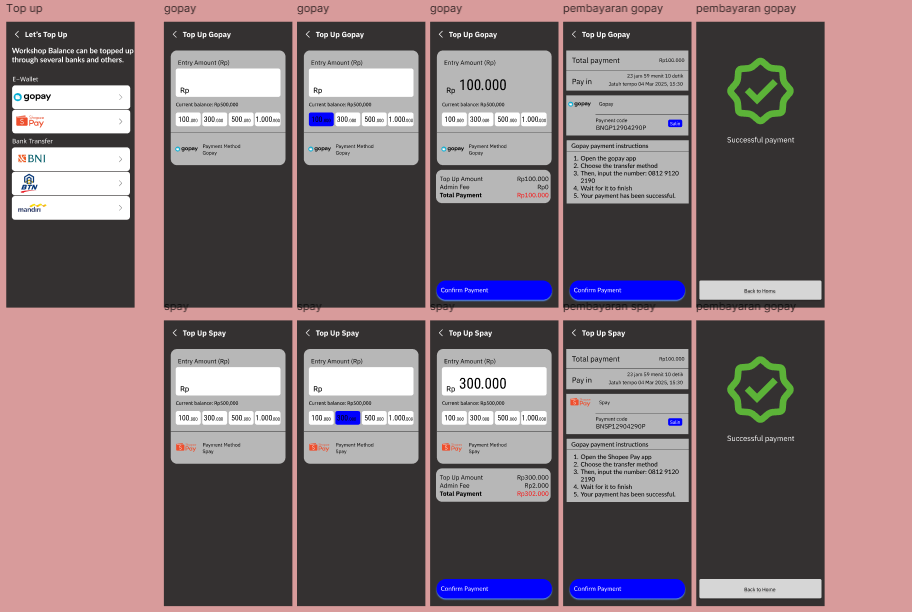 Top up
Let's Top Up
Workshop Balance can be topped up
through several banks and others.
E-Wallet
gopay
Shopee
Pay
Bank Transfer
BNI
BTN
mandiri
gopay
Top Up Gopay
Entry Amount (Rp)
Rp
Current balance: Rp500,000
100.000 300.000 500.000 1.000.000
gopay
Payment Method
Gopay
gopay
Top Up Gopay
Entry Amount (Rp)
Rp
Current balance: Rp500,000
300.000 500.000 1.000.000
gopay
Payment Method
Gopay
gopay
Top Up Gopay
Entry Amount (Rp)
Rp 100.000
Current balance: Rp500,000
100.000 300.000 500.000 1.000.000
gopay
Payment Method
Gopay
Top Up Amount Rp100.000
Admin Fee Rp0
Total Payment Rp100.000
Confirm Payment
pembayaran gopay
Top Up Gopay
Total payment Rp100.000
Pay in 23 jam 59 menit 10 detik
Jatuh tempo 04 Mar 2025, 15:30
gopay Gopay
Payment code
BNGP12904290P Salin
Gopay payment instructions
1. Open the gopay app
2. Choose the transfer method
3. Then, input the number: 0812 9120
2190
4. Wait for it to finish
5. Your payment has been successful.
Confirm Payment
pembayaran gopay
Successful payment
Back to Home
spay
Top Up Spay
Entry Amount (Rp)
Rp
Current balance: Rp500,000
100.000 300.000 500.000 1.000.000
Shopee
Pay
Payment Method
Spay
spay
Top Up Spay
Entry Amount (Rp)
Rp
Current balance: Rp500,000
100.000 500.000 1.000.000
Shopee
Pay
Payment Method
Spay
spay
Top Up Spay
Entry Amount (Rp)
Rp 300.000
Current balance: Rp500,000
100.000 300.000 500.000 1.000.000
Shopee
Pay
Payment Method
Spay
Top Up Amount Rp300.000
Admin Fee Rp2.000
Total Payment Rp302.000
Confirm Payment
pembayaran spay
Top Up Spay
Total payment Rp100.000
Pay in 23 jam 59 menit 10 detik
Jatuh tempo 04 Mar 2025, 15:30
Pay Spay
Payment code
BNSP12904290P Salin
Gopay payment instructions
1. Open the Shopee Pay app
2. Choose the transfer method
3. Then, input the number: 0812 9120
2190
4. Wait for it to finish
5. Your payment has been successful.
Confirm Payment
pembayaran gopay
Successful payment
Back to Home